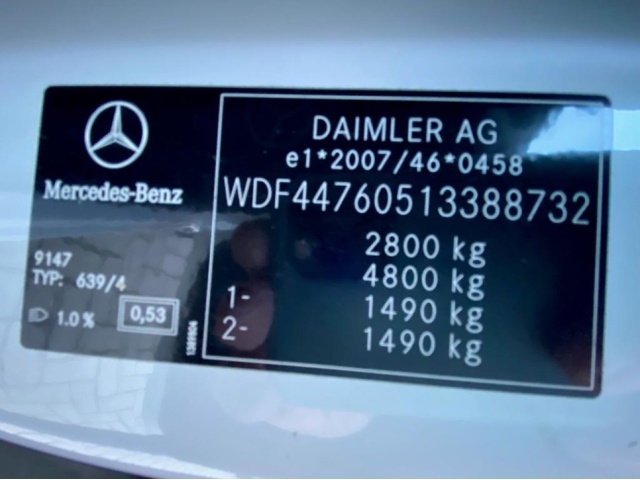 Mercedes-Benz
9147
TYP: 639/4
1.0 %
0,53
DAIMLER AG
e1*2007/46*0458
WDF44760513388732
2800 kg
4800 kg
1- 1490 kg
2- 1490 kg